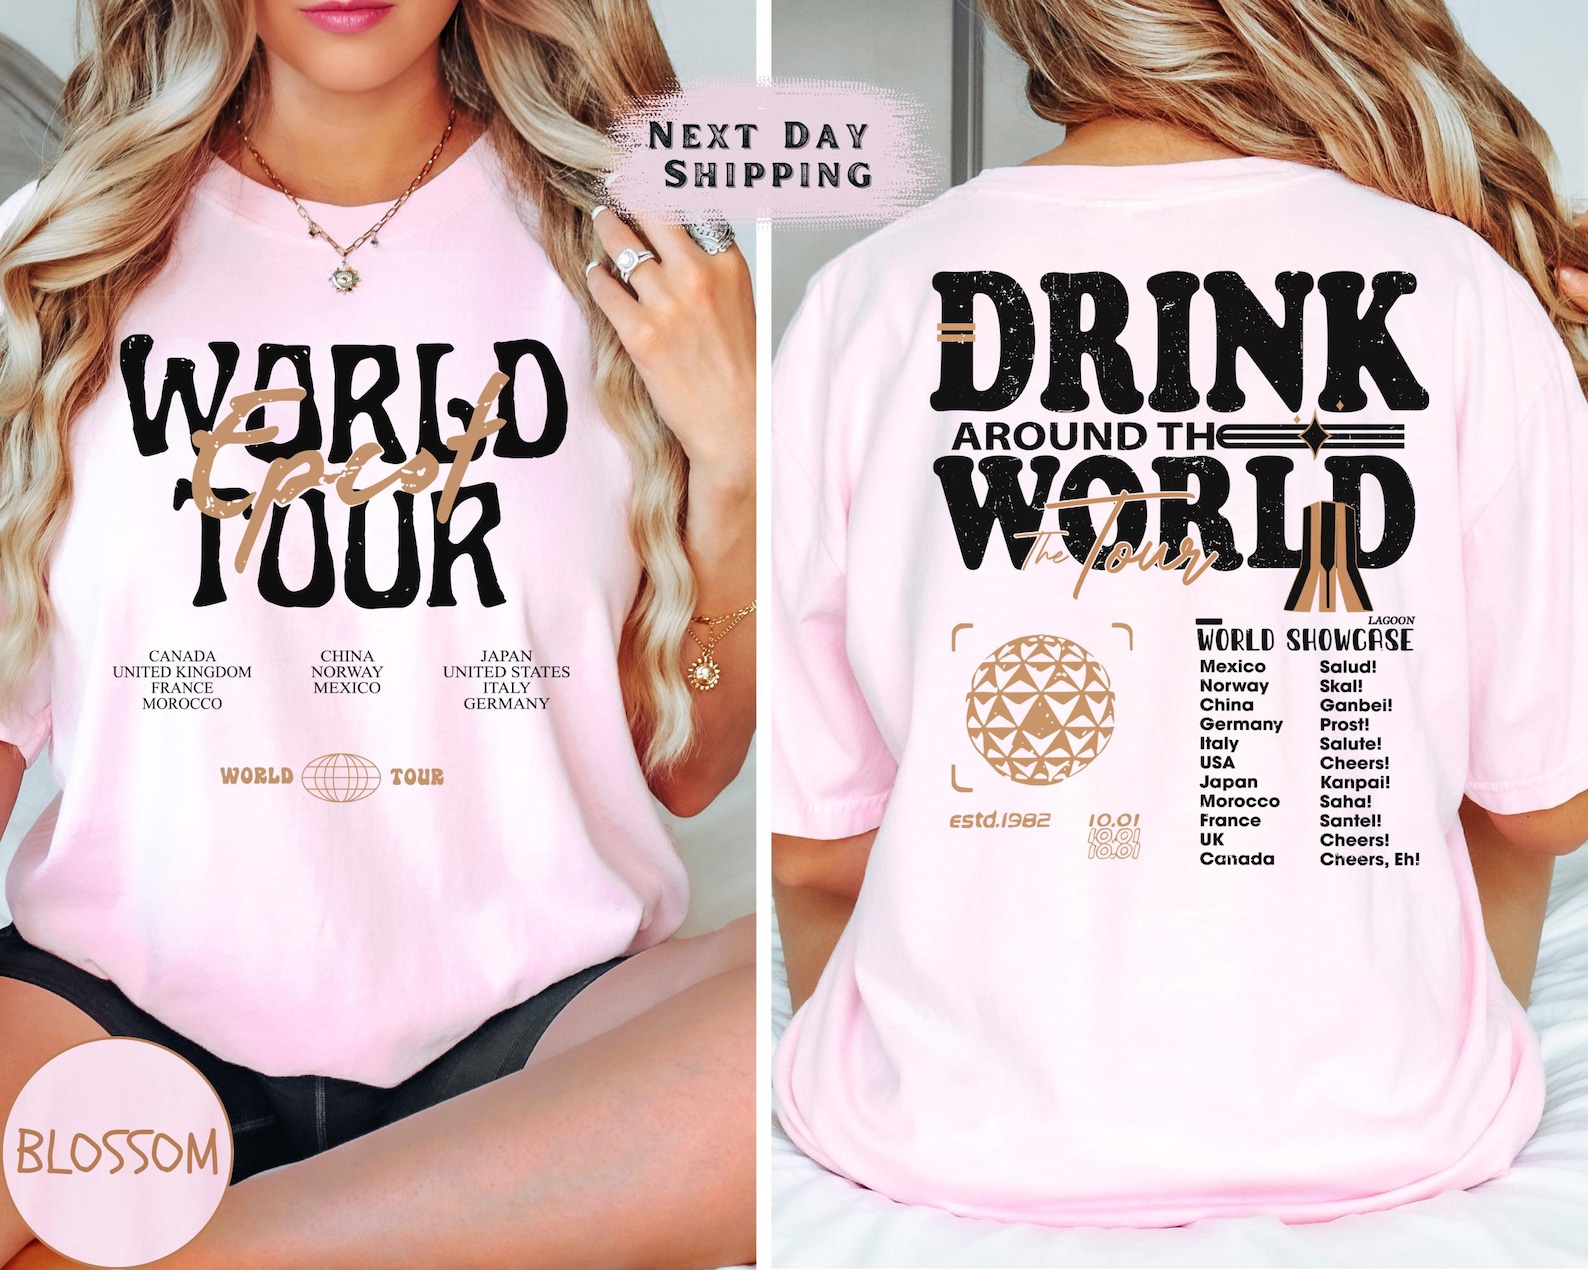 NEXT DAY
SHIPPING
WORLD
Epcot
TOUR
CANADA
UNITED KINGDOM
FRANCE
MOROCCO
CHINA
NORWAY
MEXICO
JAPAN
UNITED STATES
ITALY
GERMANY
WORLD TOUR
BLOSSOM
DRINK
AROUND TH
WORLD
The Tour
LAGOON
WORLD SHOWCASE
Mexico Salud!
Norway Skal!
China Ganbei!
Germany Prost!
Italy Salute!
USA Cheers!
Japan Kanpai!
Morocco Saha!
France Santel!
UK Cheers!
Canada Cheers, Eh!
estd.1982 10.01
10.01
10.01